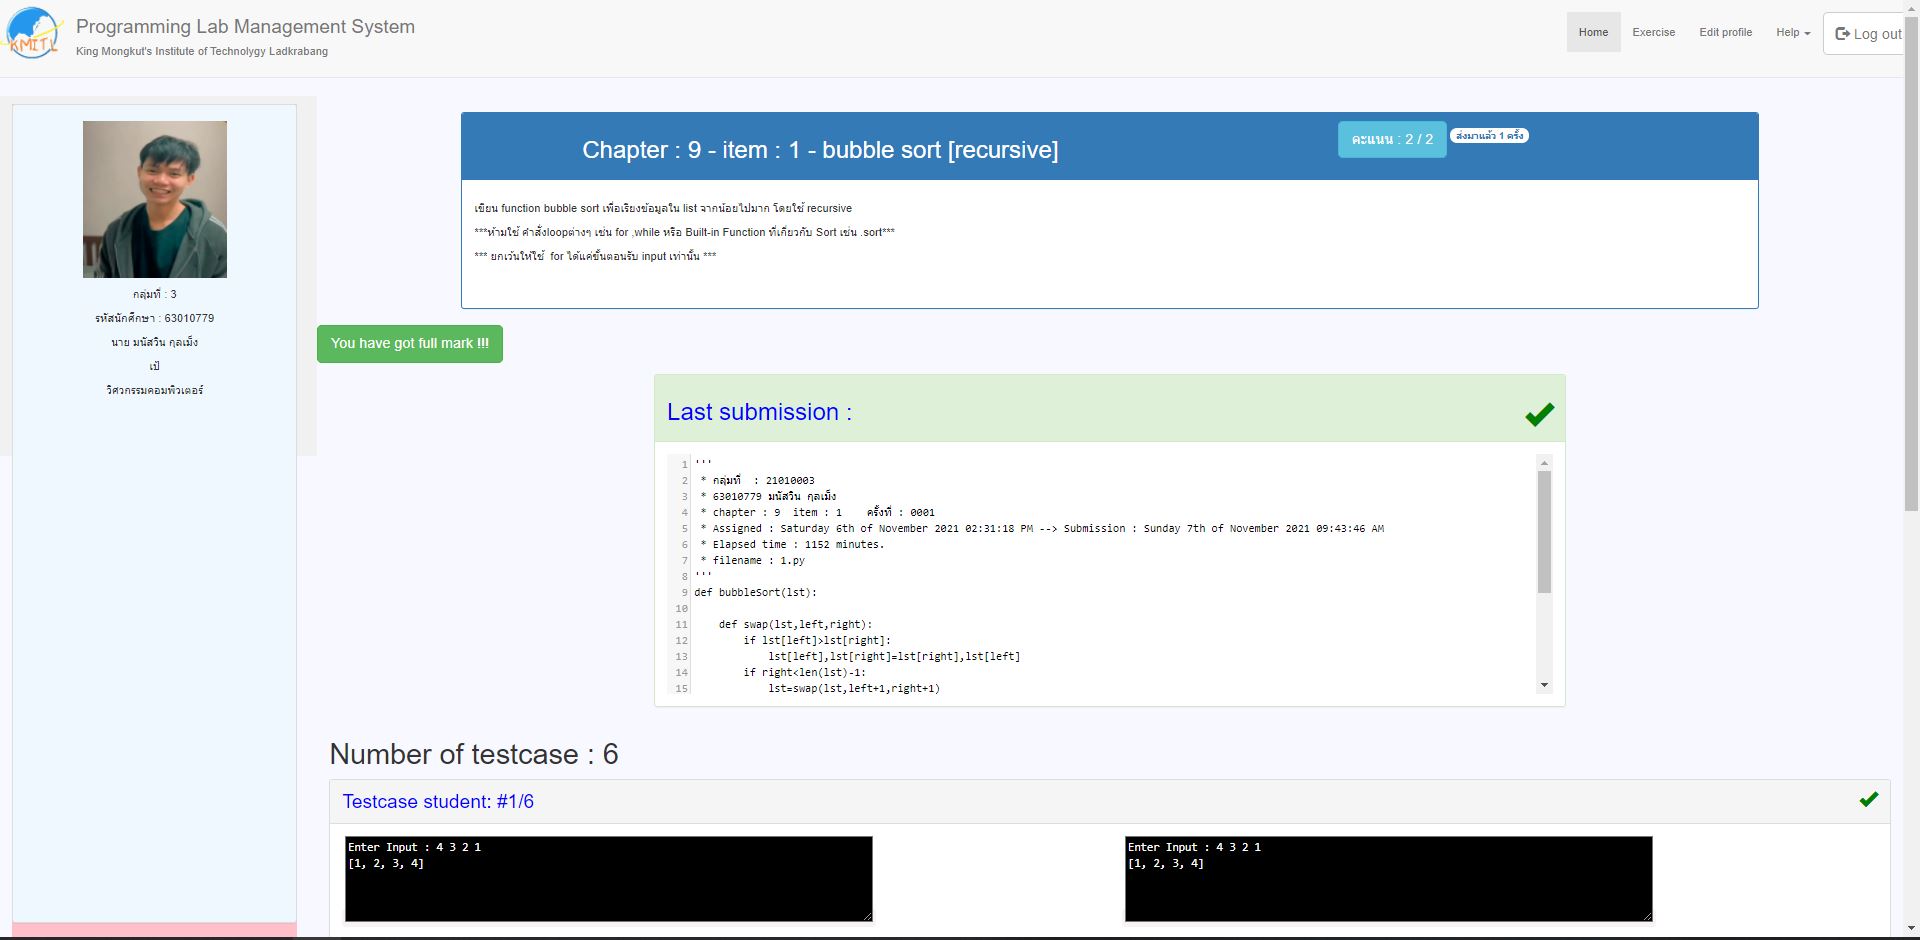 KMITL
Programming Lab Management System
King Mongkut's Institute of Technolygy Ladkrabang
Home
Exercise
Edit profile
Help
Log out
กลุ่มที่ : 3
รหัสนักศึกษา : 63010779
นาย มนัสวิน กุลเม็ง
เป้
วิศวกรรมคอมพิวเตอร์
Chapter : 9 - item : 1 - bubble sort [recursive]
คะแนน : 2 / 2
ส่งมาแล้ว 1 ครั้ง
เขียน function bubble sort เพื่อเรียงข้อมูลใน list จากน้อยไปมาก โดยใช้ recursive
***ห้ามใช้ คำสั่งloopต่างๆ เช่น for ,while หรือ Built-in Function ที่เกี่ยวกับ Sort เช่น .sort***
*** ยกเว้นให้ใช้ for ได้แค่ขั้นตอนรับ input เท่านั้น ***
You have got full mark !!!
Last submission :
1 '''
2 * กลุ่มที่ : 21010003
3 * 63010779 มนัสวิน กุลเม็ง
4 * chapter : 9 item : 1 ครั้งที่ : 0001
5 * Assigned : Saturday 6th of November 2021 02:31:18 PM --> Submission : Sunday 7th of November 2021 09:43:46 AM
6 * Elapsed time : 1152 minutes.
7 * filename : 1.py
8 '''
9 def bubbleSort(lst):
10
11 def swap(lst,left,right):
12 if lst[left]>lst[right]:
13 lst[left],lst[right]=lst[right],lst[left]
14 if right<len(lst)-1:
15 lst=swap(lst,left+1,right+1)
Number of testcase : 6
Testcase student: #1/6
Enter Input : 4 3 2 1
[1, 2, 3, 4]
Enter Input : 4 3 2 1
[1, 2, 3, 4]